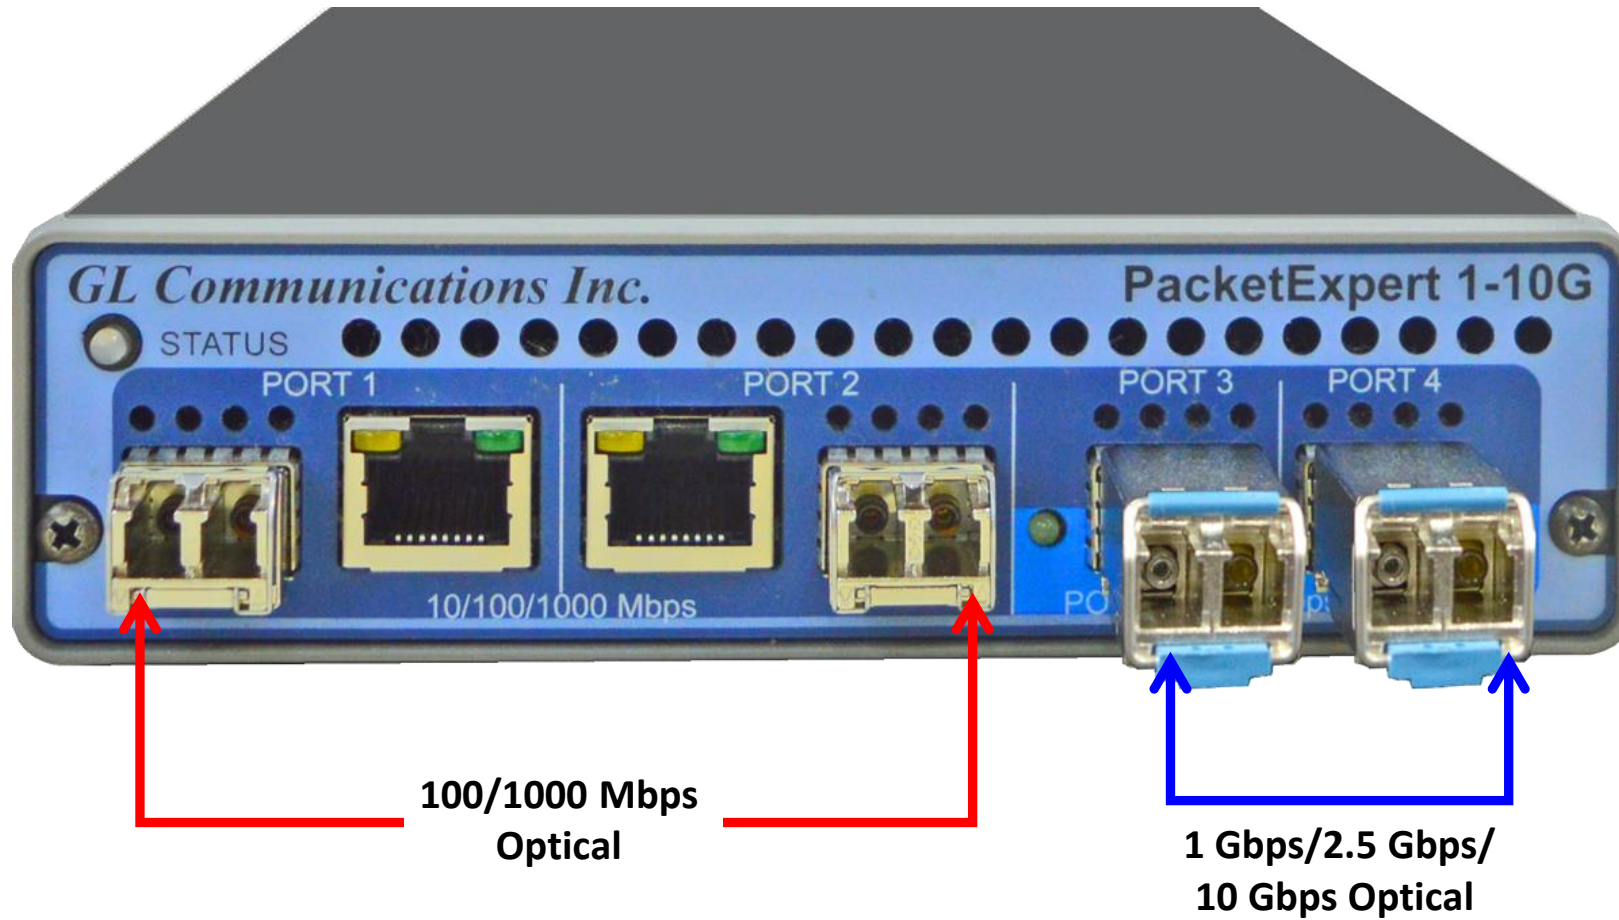 GL Communications Inc.
PacketExpert 1-10G
STATUS
PORT 1
PORT 2
PORT 3
PORT 4
10/100/1000 Mbps
100/1000 Mbps
Optical
1 Gbps/2.5 Gbps/
10 Gbps Optical